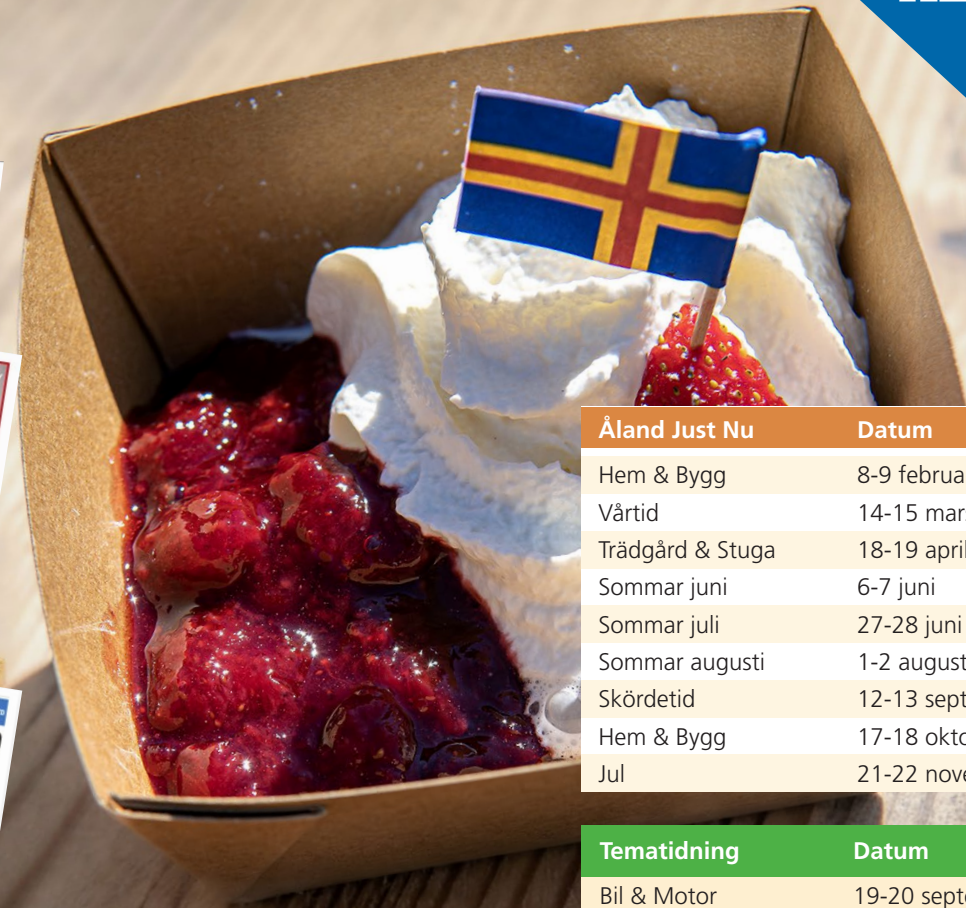 Åland Just Nu Datum
Hem & Bygg 8-9 februa
Vårtid 14-15 mar
Trädgård & Stuga 18-19 april
Sommar juni 6-7 juni
Sommar juli 27-28 juni
Sommar augusti 1-2 august
Skördetid 12-13 sept
Hem & Bygg 17-18 okto
Jul 21-22 nove
Tematidning Datum
Bil & Motor 19-20 septe